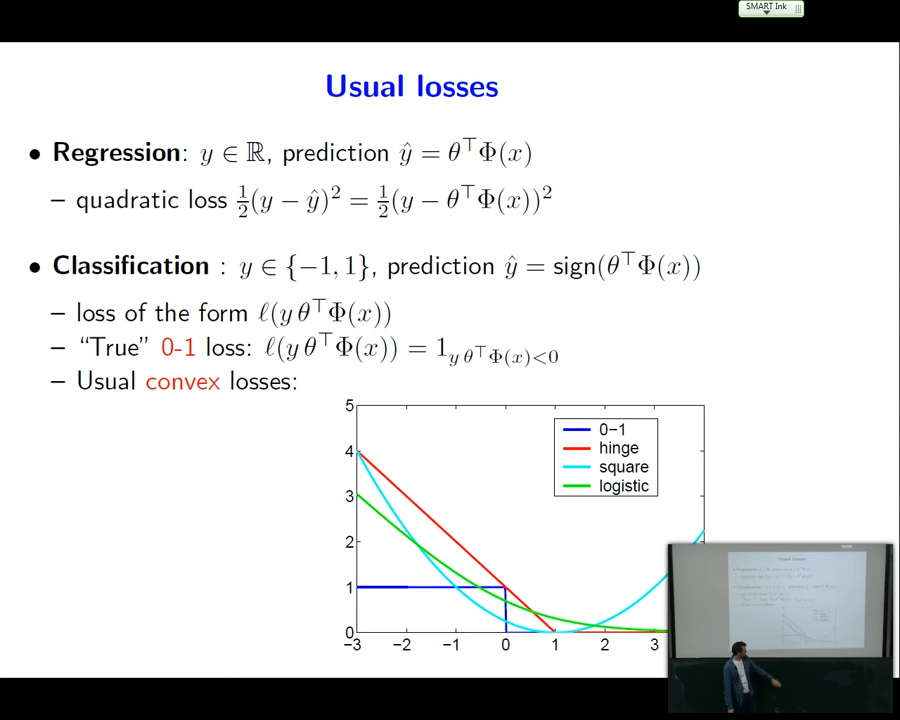 SMART Ink
Usual losses
• Regression: y ∈ ℝ, prediction ŷ = θ⊤Φ(x)
– quadratic loss ½(y − ŷ)² = ½(y − θ⊤Φ(x))²
• Classification : y ∈ {−1, 1}, prediction ŷ = sign(θ⊤Φ(x))
– loss of the form ℓ(y θ⊤Φ(x))
– “True” 0-1 loss: ℓ(y θ⊤Φ(x)) = 1_{y θ⊤Φ(x)<0}
– Usual convex losses:
5
4
3
2
1
0
0−1
hinge
square
logistic
−3 −2 −1 0 1 2 3